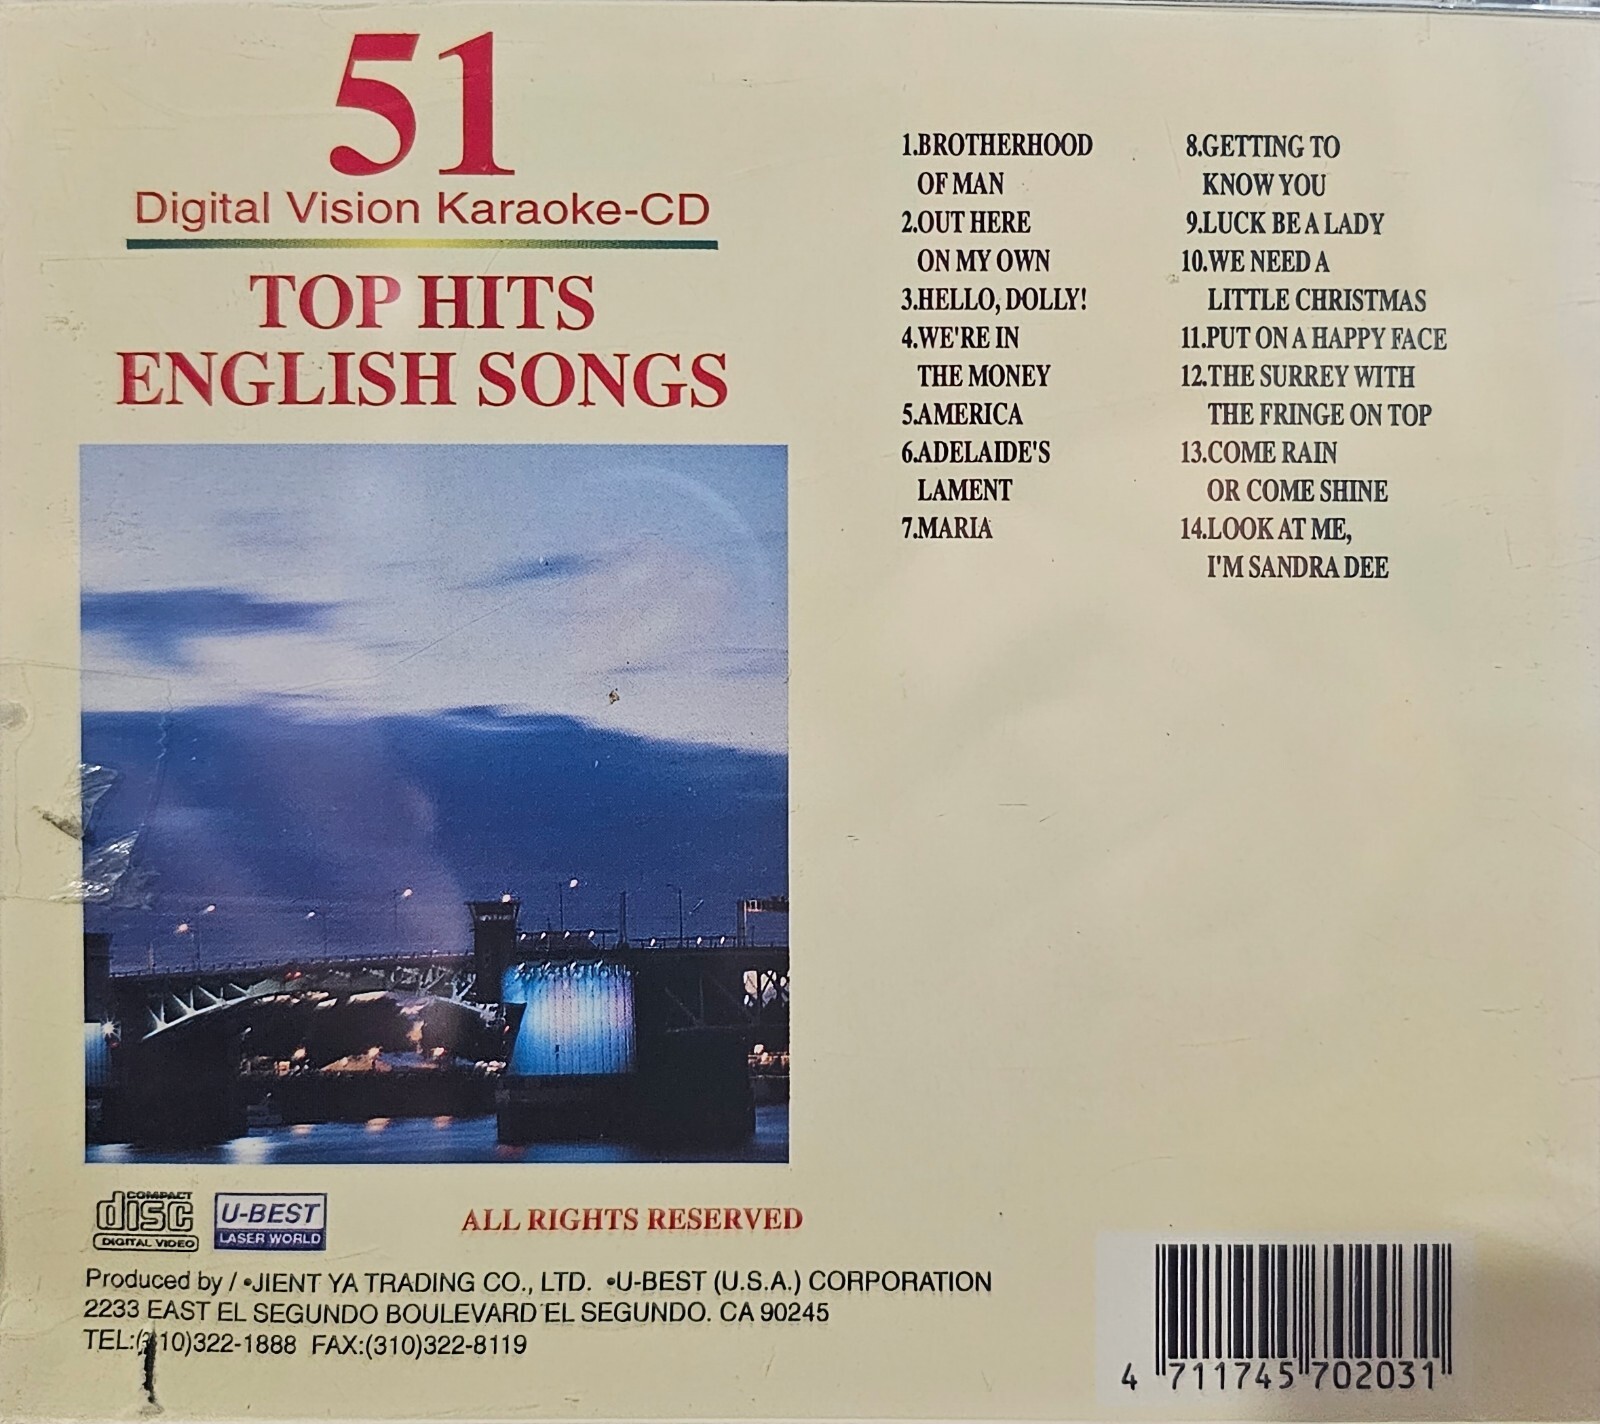 51
Digital Vision Karaoke-CD
TOP HITS
ENGLISH SONGS
1.BROTHERHOOD
OF MAN
2.OUT HERE
ON MY OWN
3.HELLO, DOLLY!
4.WE'RE IN
THE MONEY
5.AMERICA
6.ADELAIDE'S
LAMENT
7.MARIA
8.GETTING TO
KNOW YOU
9.LUCK BE A LADY
10.WE NEED A
LITTLE CHRISTMAS
11.PUT ON A HAPPY FACE
12.THE SURREY WITH
THE FRINGE ON TOP
13.COME RAIN
OR COME SHINE
14.LOOK AT ME,
I'M SANDRA DEE
COMPACT
disc
DIGITAL VIDEO
U-BEST
LASER WORLD
ALL RIGHTS RESERVED
Produced by / •JIENT YA TRADING CO., LTD. •U-BEST (U.S.A.) CORPORATION
2233 EAST EL SEGUNDO BOULEVARD EL SEGUNDO. CA 90245
TEL:(310)322-1888 FAX:(310)322-8119
4 711745 702031